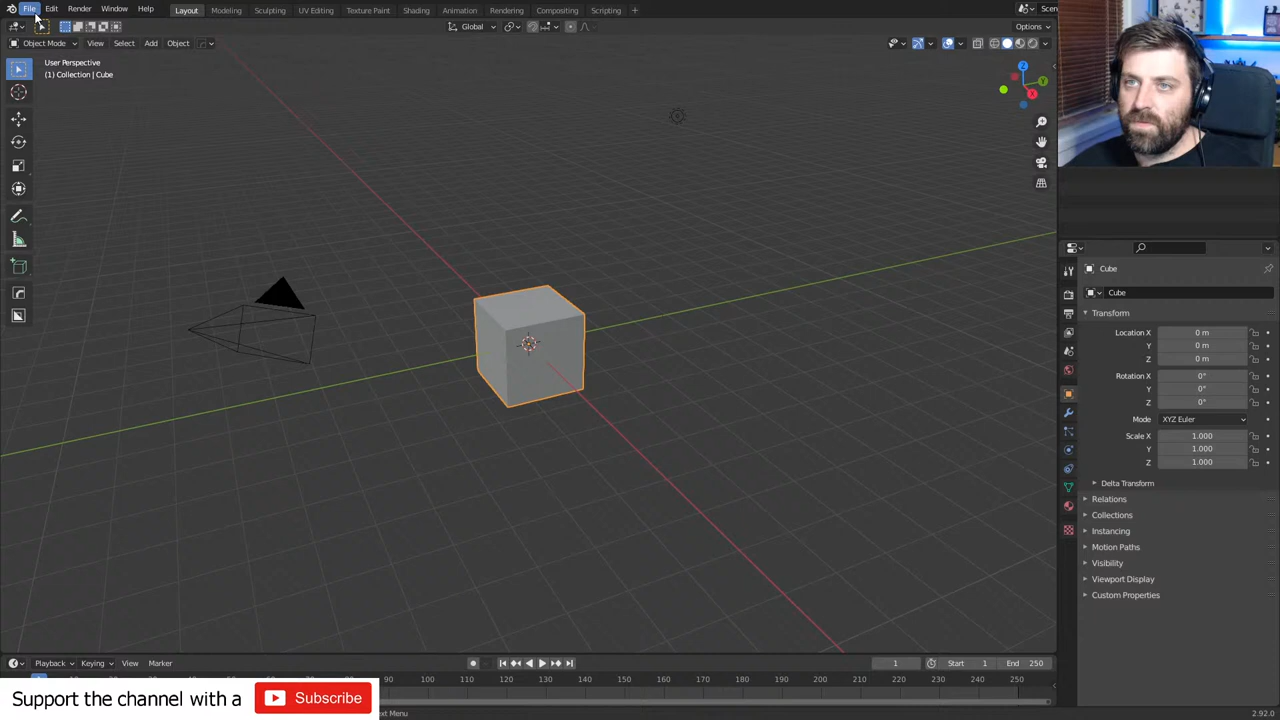 File Edit Render Window Help Layout Modeling Sculpting UV Editing Texture Paint Shading Animation Rendering Compositing Scripting + Scen
Global Options
Object Mode View Select Add Object
User Perspective
(1) Collection | Cube
Z
Y
X
Cube
Cube
Transform
Location X 0 m
Y 0 m
Z 0 m
Rotation X 0°
Y 0°
Z 0°
Mode XYZ Euler
Scale X 1.000
Y 1.000
Z 1.000
Delta Transform
Relations
Collections
Instancing
Motion Paths
Visibility
Viewport Display
Custom Properties
Playback Keying View Marker 1 Start 1 End 250
100 110 120 130 140 150 160 170 180 190 200 210 220 230 240 250
Support the channel with a Subscribe
xt Menu 2.92.0